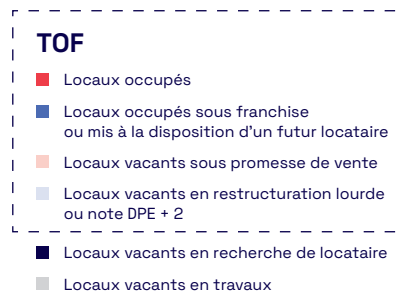 TOF
Locaux occupés
Locaux occupés sous franchise
ou mis à la disposition d'un futur locataire
Locaux vacants sous promesse de vente
Locaux vacants en restructuration lourde
ou note DPE + 2
Locaux vacants en recherche de locataire
Locaux vacants en travaux